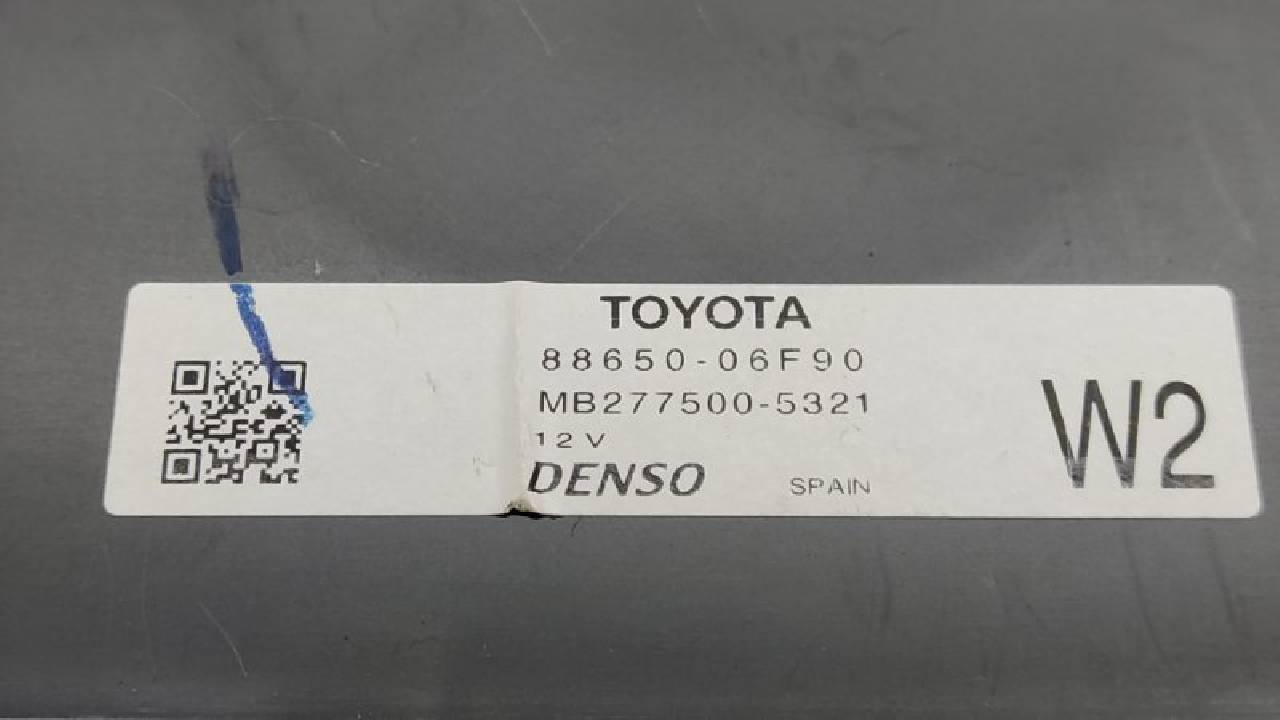 TOYOTA
88650-06F90
MB277500-5321
12V
DENSO SPAIN
W2